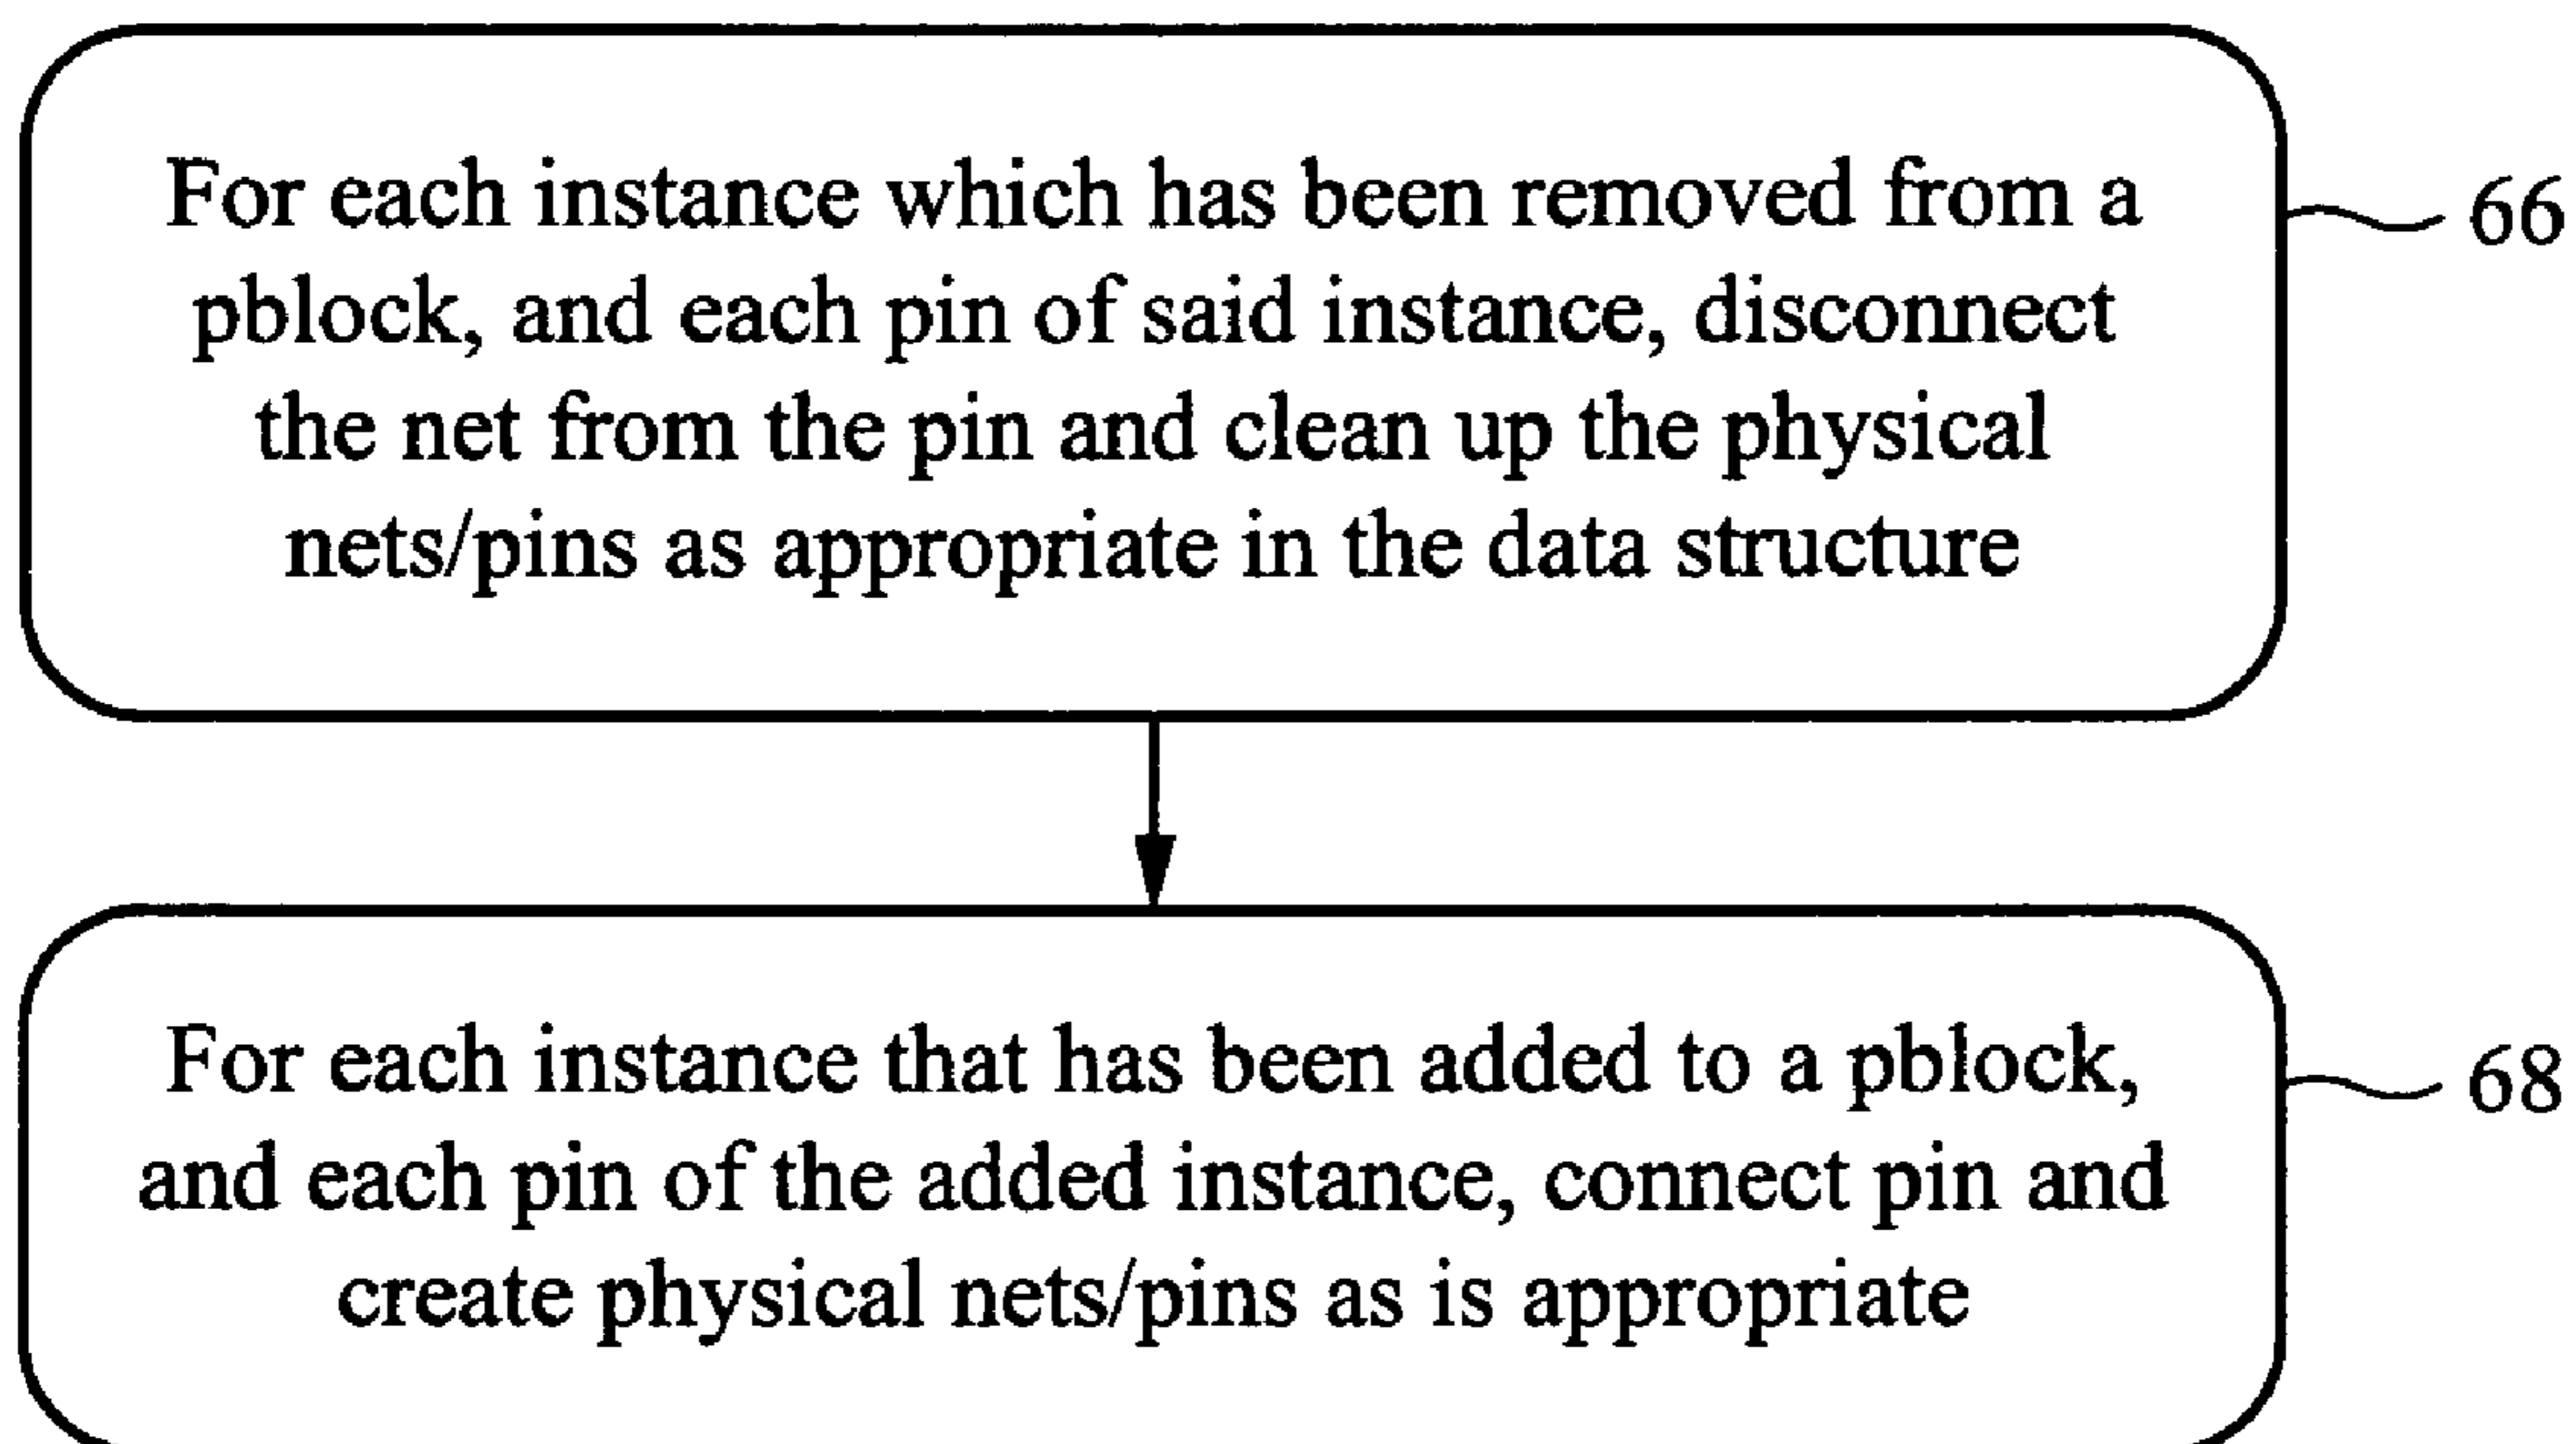 For each instance which has been removed from a
pblock, and each pin of said instance, disconnect
the net from the pin and clean up the physical
nets/pins as appropriate in the data structure
66
For each instance that has been added to a pblock,
and each pin of the added instance, connect pin and
create physical nets/pins as is appropriate
68